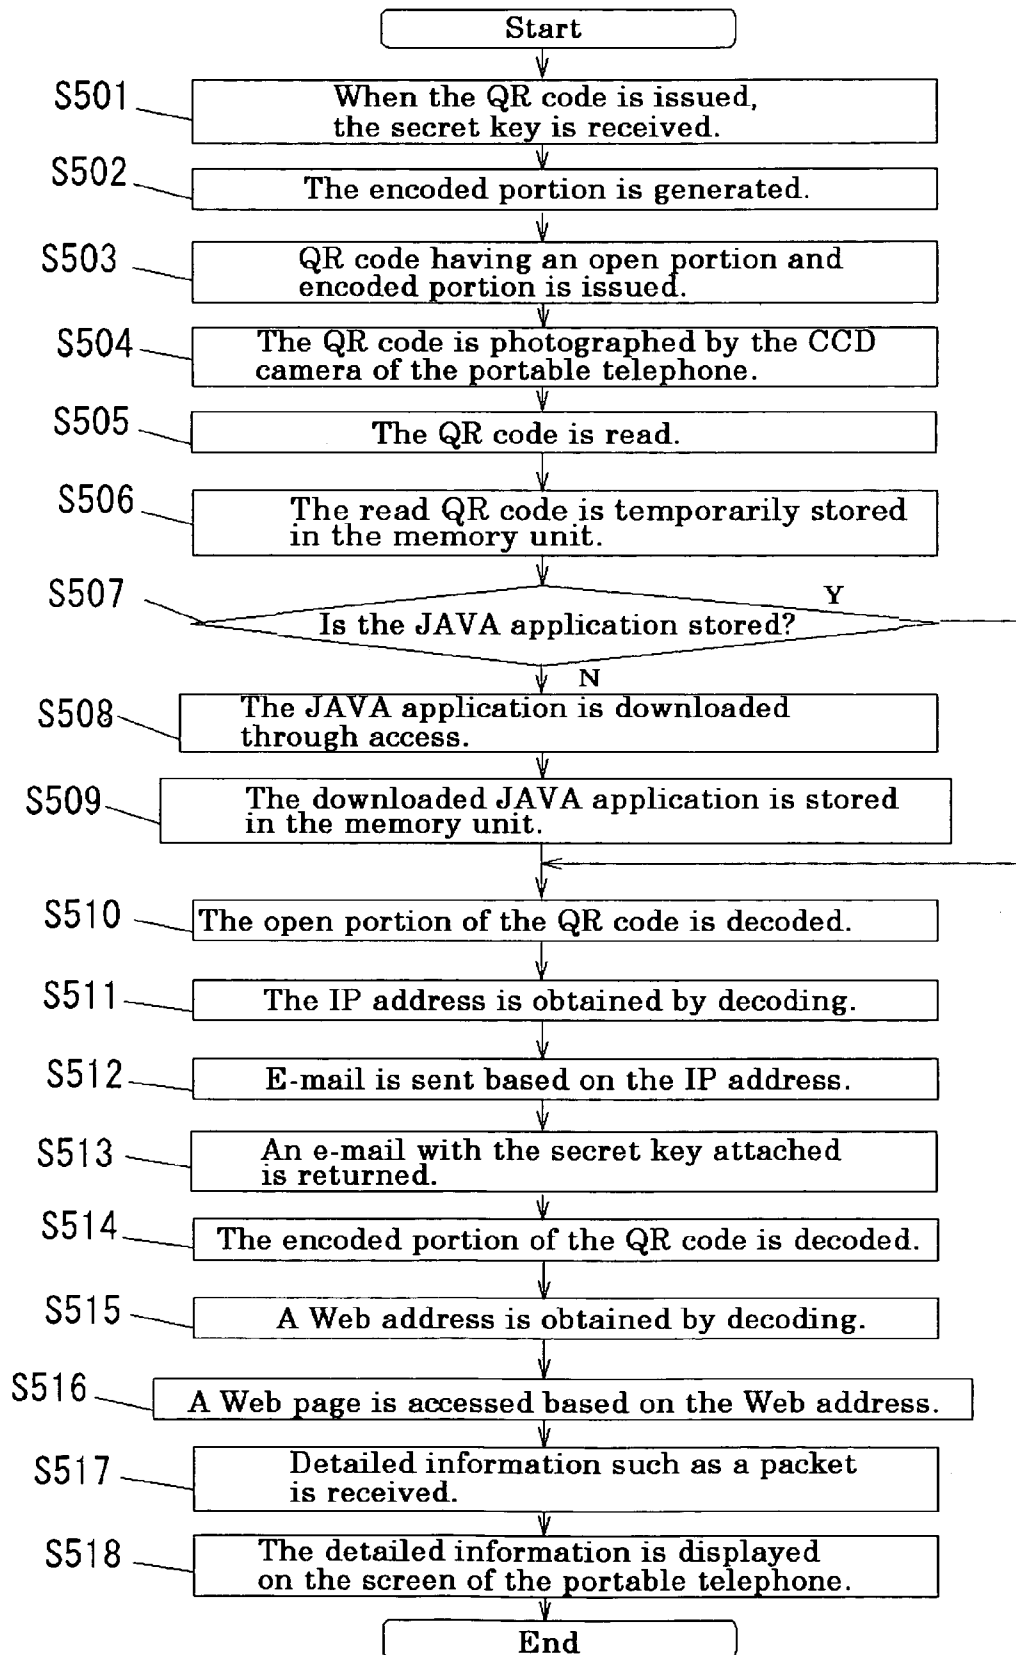 Start
S501
When the QR code is issued,
the secret key is received.
S502
The encoded portion is generated.
S503
QR code having an open portion and
encoded portion is issued.
S504
The QR code is photographed by the CCD
camera of the portable telephone.
S505
The QR code is read.
S506
The read QR code is temporarily stored
in the memory unit.
S507
Y
Is the JAVA application stored?
N
S508
The JAVA application is downloaded
through access.
S509
The downloaded JAVA application is stored
in the memory unit.
S510
The open portion of the QR code is decoded.
S511
The IP address is obtained by decoding.
S512
E-mail is sent based on the IP address.
S513
An e-mail with the secret key attached
is returned.
S514
The encoded portion of the QR code is decoded.
S515
A Web address is obtained by decoding.
S516
A Web page is accessed based on the Web address.
S517
Detailed information such as a packet
is received.
S518
The detailed information is displayed
on the screen of the portable telephone.
End